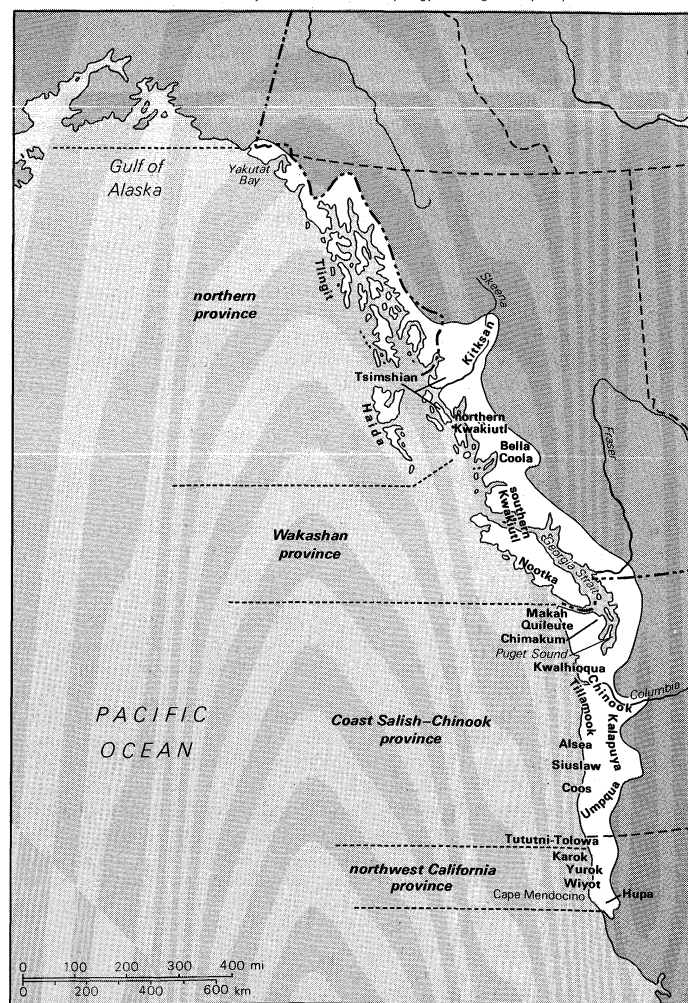 Gulf of
Alaska
Yakutat
Bay
Tlingit
northern
province
Skeena
Kitksan
Tsimshian
Haida
northern
Kwakiutl
Bella
Coola
Fraser
southern
Kwakiutl
Wakashan
province
Georgia Strait
Nootka
Makah
Quileute
Chimakum
Puget Sound
Kwalhioqua
Chinook
Columbia
Tillamook
Kalapuya
PACIFIC
OCEAN
Coast Salish–Chinook
province
Alsea
Siuslaw
Coos
Umpqua
Tututni-Tolowa
Karok
northwest California
province
Yurok
Wiyot
Cape Mendocino
Hupa
0 100 200 300 400 mi
0 200 400 600 km